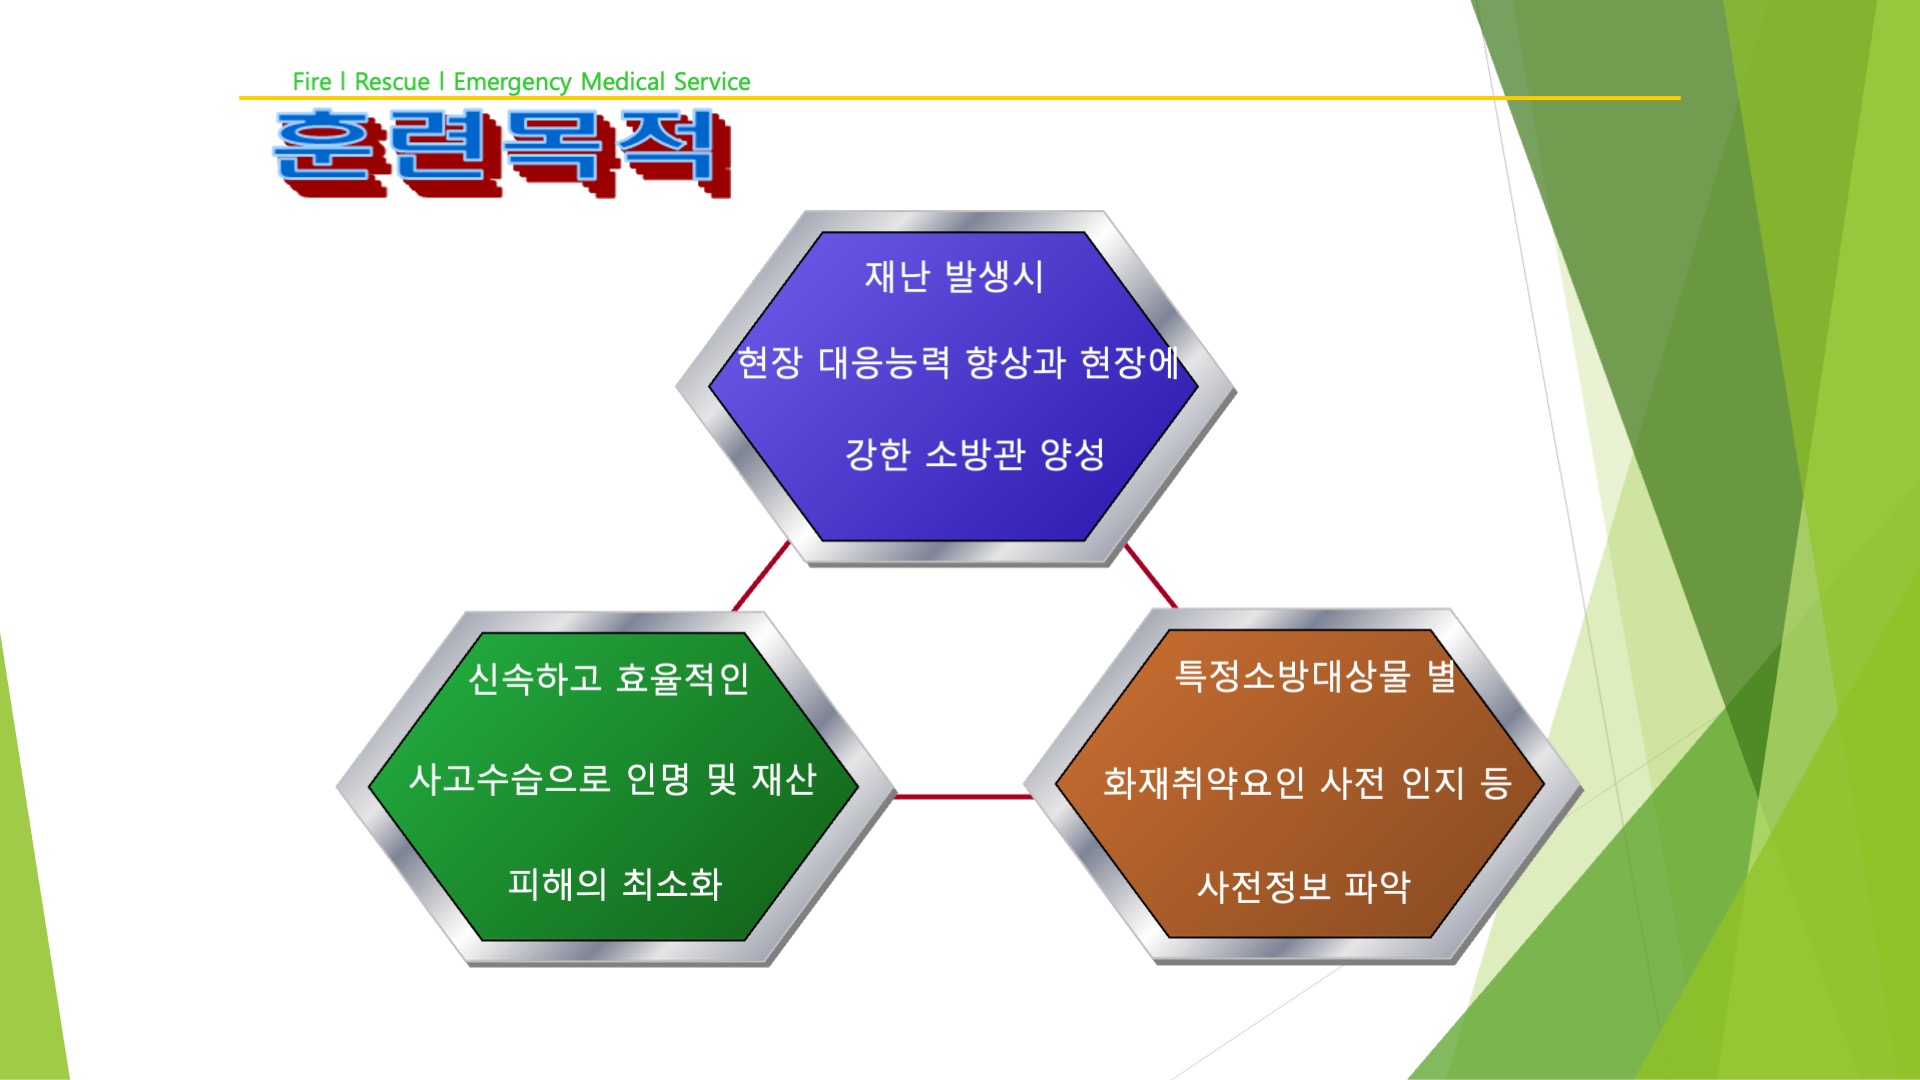 Fire l Rescue l Emergency Medical Service
훈련목적
재난 발생시
현장 대응능력 향상과 현장에
강한 소방관 양성
신속하고 효율적인
사고수습으로 인명 및 재산
피해의 최소화
특정소방대상물 별
화재취약요인 사전 인지 등
사전정보 파악